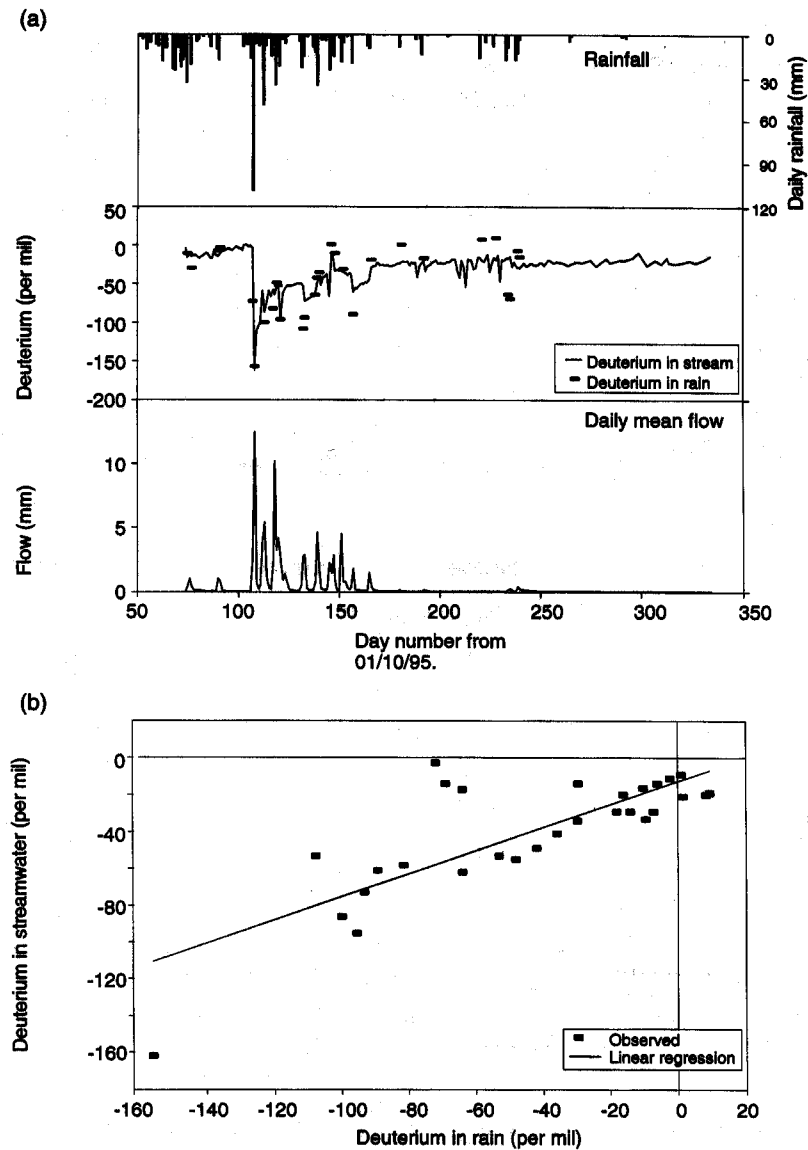 (a)
Rainfall
0
30
60
90
120
Daily rainfall (mm)
50
0
-50
-100
-150
-200
Deuterium (per mil)
Deuterium in stream
Deuterium in rain
Daily mean flow
10
5
0
Flow (mm)
50 100 150 200 250 300 350
Day number from
01/10/95.
(b)
0
-40
-80
-120
-160
Deuterium in streamwater (per mil)
Observed
Linear regression
-160 -140 -120 -100 -80 -60 -40 -20 0 20
Deuterium in rain (per mil)